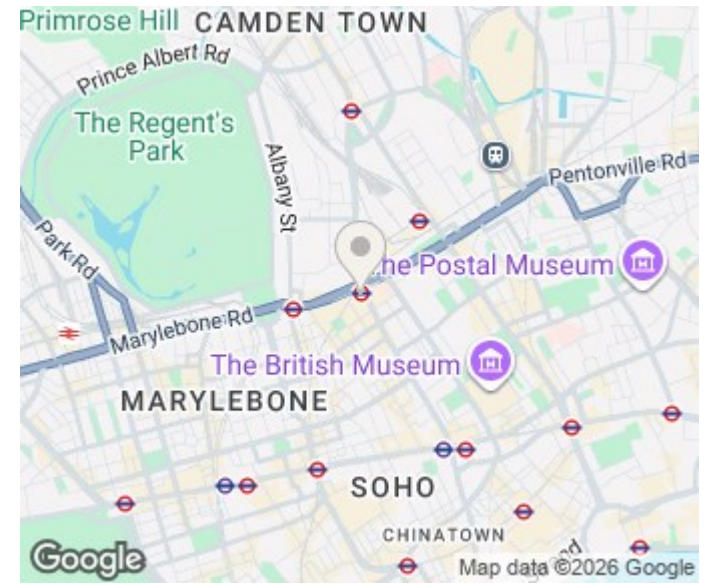 Primrose Hill
CAMDEN TOWN
Prince Albert Rd
The Regent's
Park
Albany St
Pentonville Rd
Park Rd
Postal Museum
Marylebone Rd
The British Museum
MARYLEBONE
SOHO
CHINATOWN
Google
Map data ©2026 Google